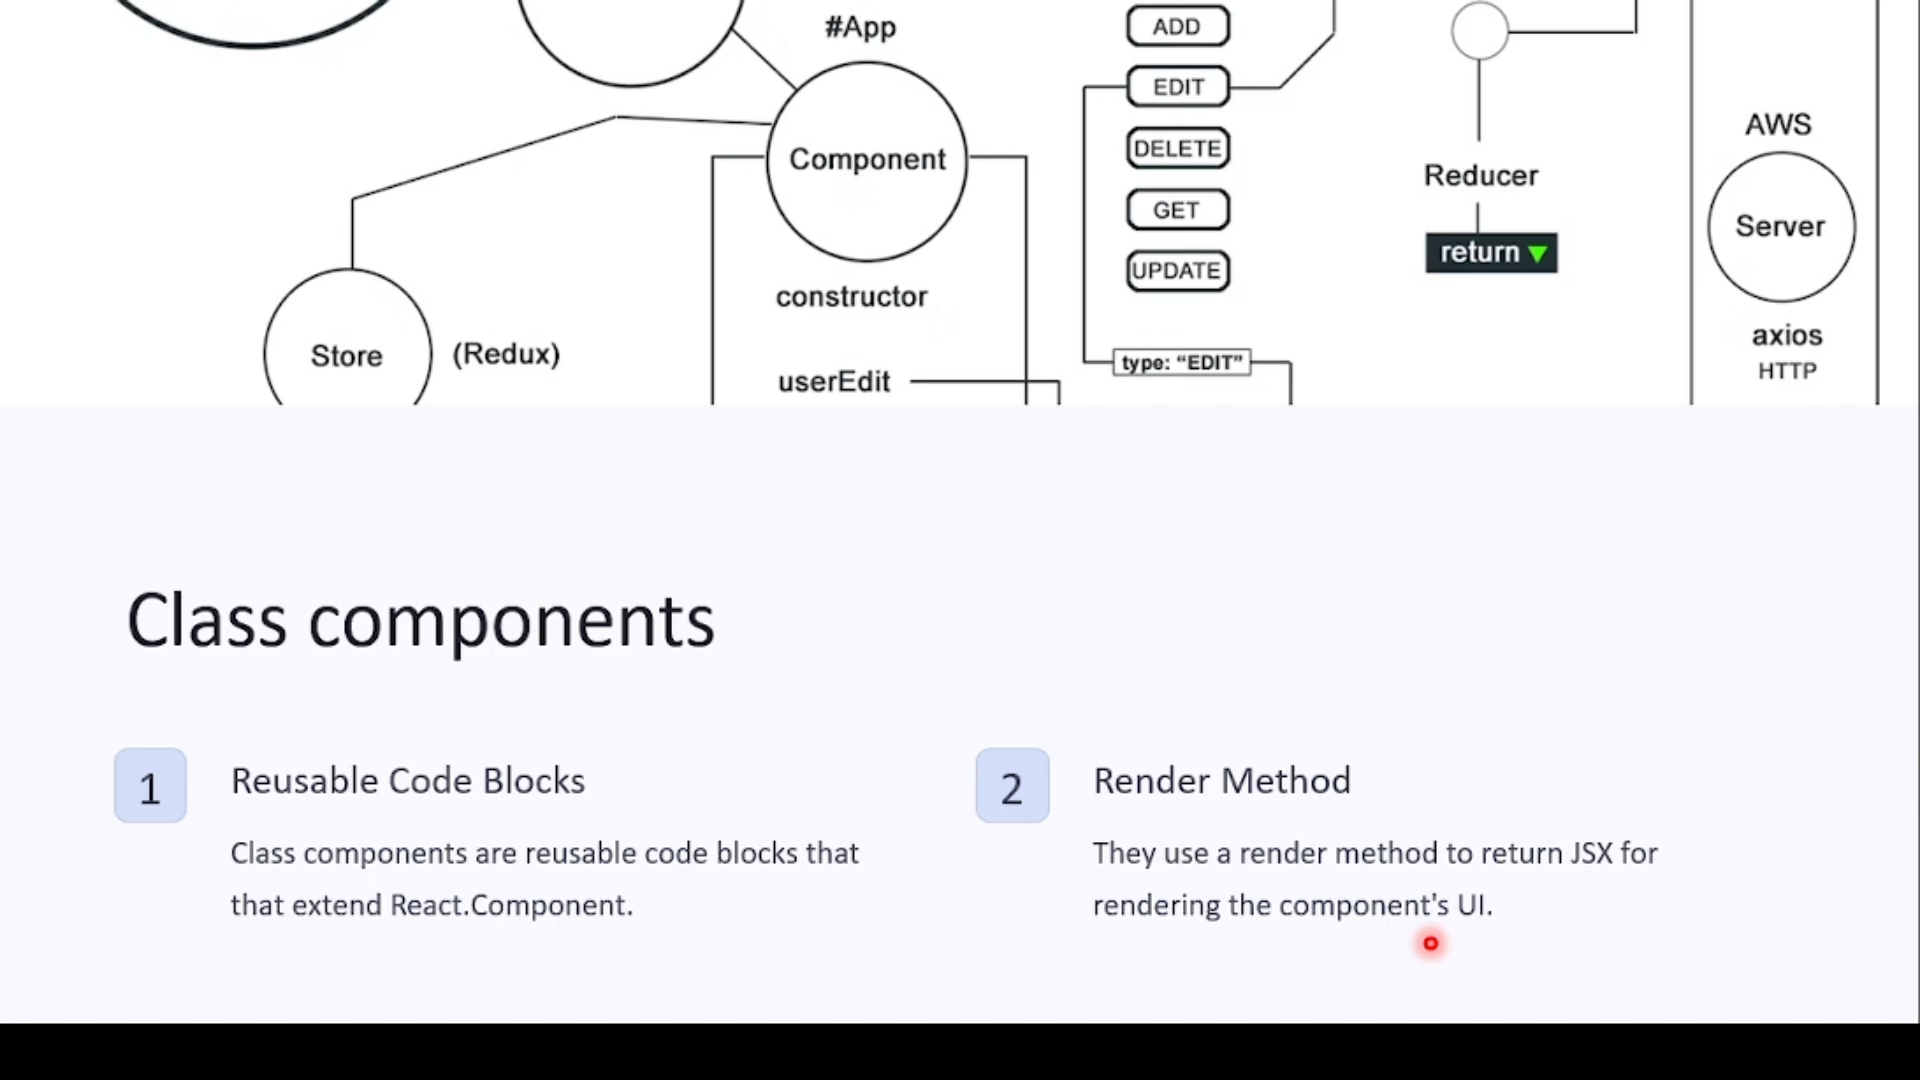 #App
Component
constructor
userEdit
Store
(Redux)
ADD
EDIT
DELETE
GET
UPDATE
type: “EDIT”
Reducer
return
AWS
Server
axios
HTTP
Class components
1
Reusable Code Blocks
Class components are reusable code blocks that
that extend React.Component.
2
Render Method
They use a render method to return JSX for
rendering the component's UI.